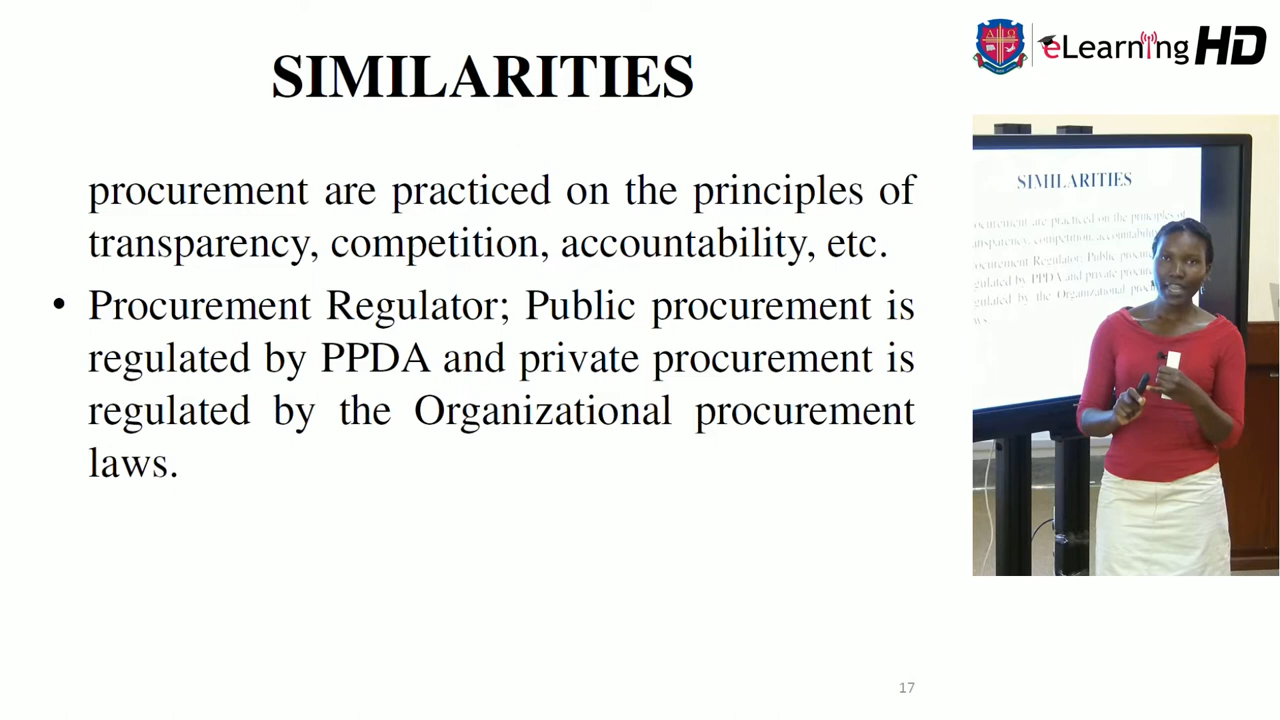 SIMILARITIES
eLearning HD
procurement are practiced on the principles of
transparency, competition, accountability, etc.
• Procurement Regulator; Public procurement is
regulated by PPDA and private procurement is
regulated by the Organizational procurement
laws.
SIMILARITIES
17